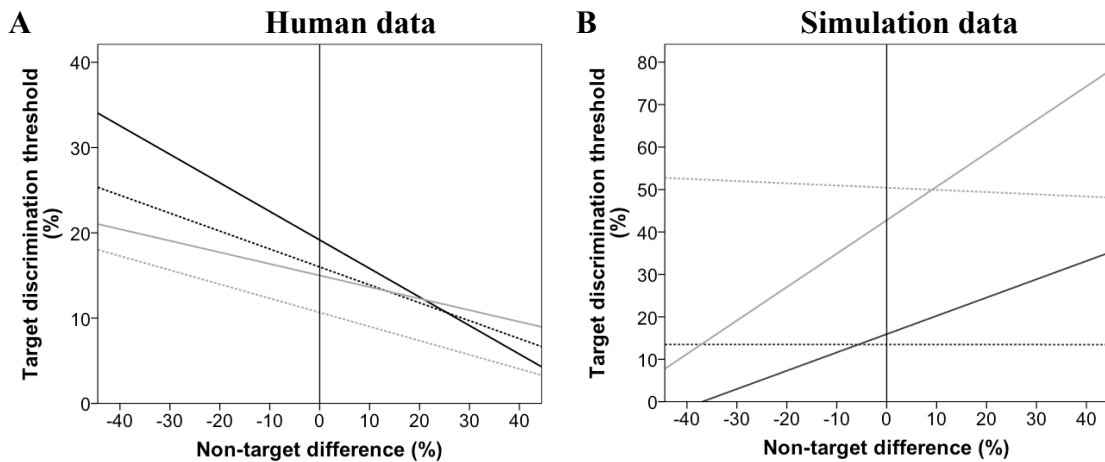 A Human data
Target discrimination threshold
(%)
40
30
20
10
0
-40 -30 -20 -10 0 10 20 30 40
Non-target difference (%)
B Simulation data
Target discrimination threshold
(%)
80
70
60
50
40
30
20
10
0
-40 -30 -20 -10 0 10 20 30 40
Non-target difference (%)